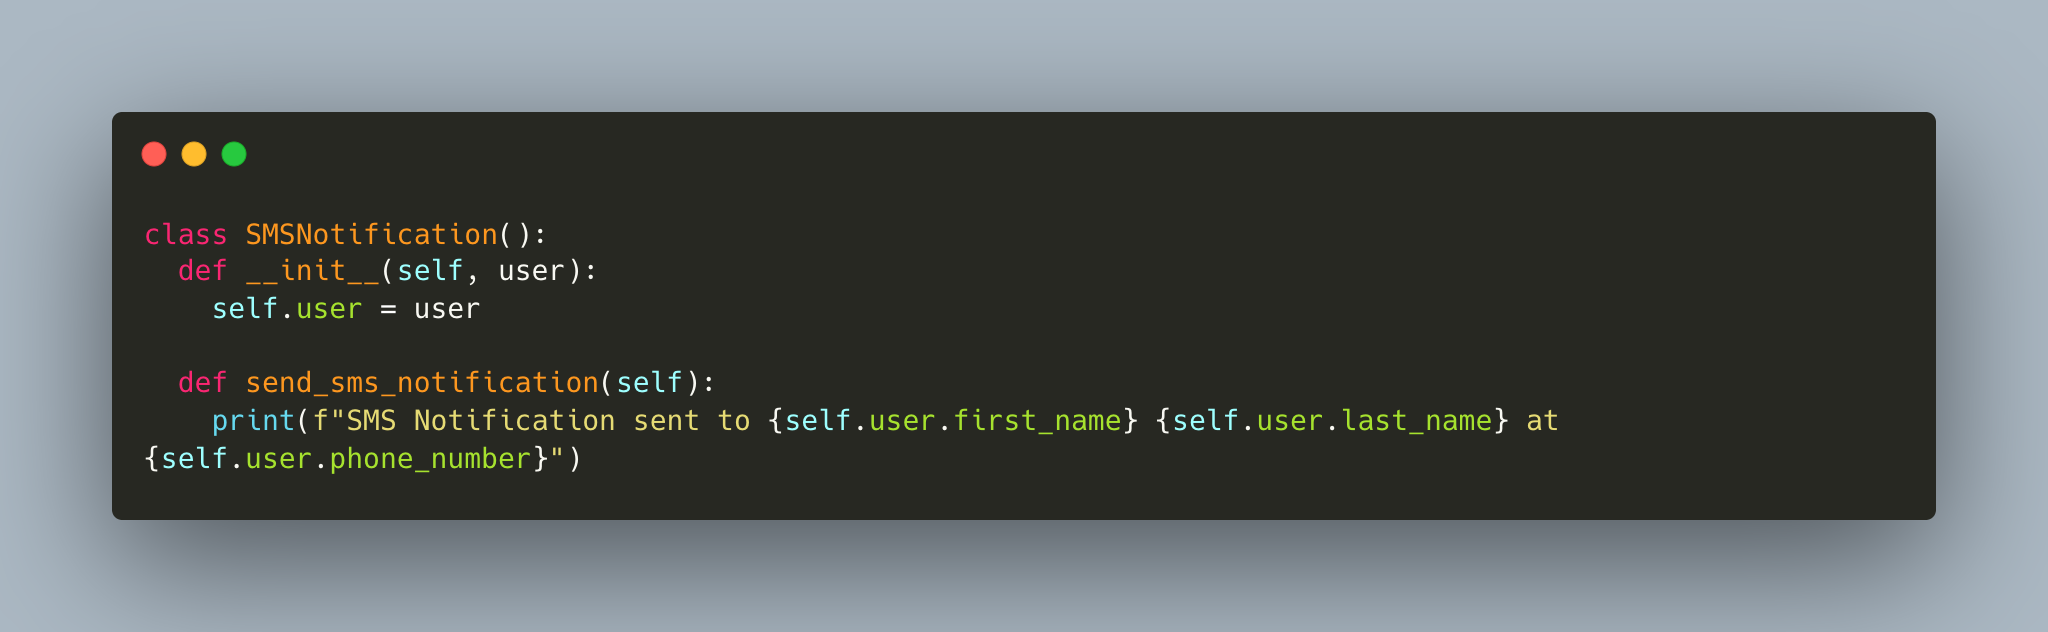 class SMSNotification():
  def __init__(self, user):
    self.user = user

  def send_sms_notification(self):
    print(f"SMS Notification sent to {self.user.first_name} {self.user.last_name} at
{self.user.phone_number}")